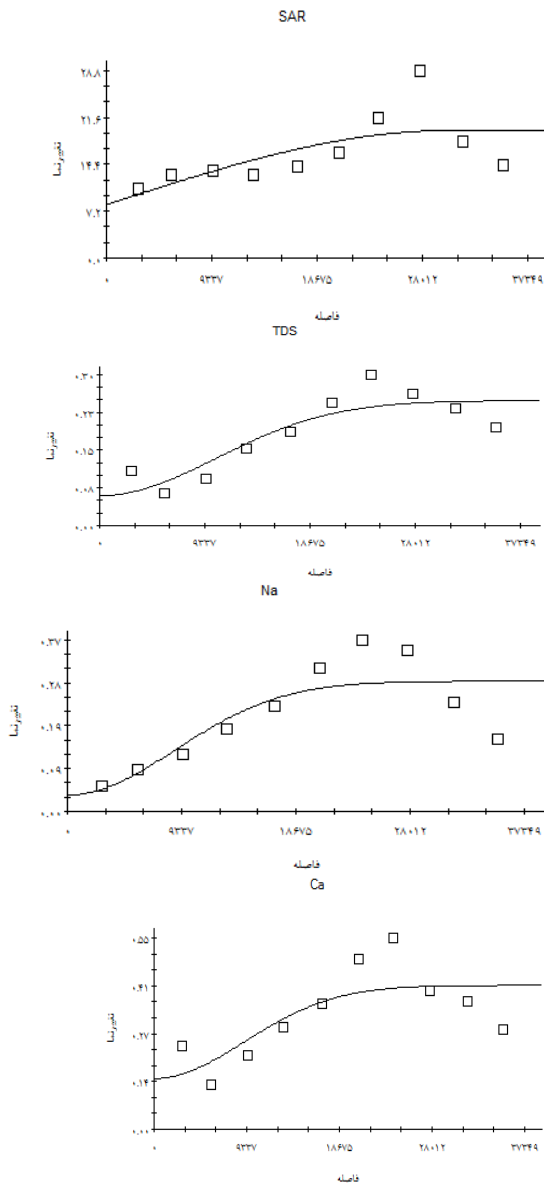 SAR
۲۸.۸
۲۱.۶
۱۴.۴
۷.۲
۰.۰
تغییرنما
۰ ۹۳۳۷ ۱۸۶۷۵ ۲۸۰۱۲ ۳۷۳۴۹
فاصله
TDS
۰.۳۰
۰.۲۳
۰.۱۵
۰.۰۸
۰.۰۰
تغییرنما
۰ ۹۳۳۷ ۱۸۶۷۵ ۲۸۰۱۲ ۳۷۳۴۹
فاصله
Na
۰.۳۷
۰.۲۸
۰.۱۹
۰.۰۹
۰.۰۰
تغییرنما
۰ ۹۳۳۷ ۱۸۶۷۵ ۲۸۰۱۲ ۳۷۳۴۹
فاصله
Ca
۰.۵۵
۰.۴۱
۰.۲۷
۰.۱۴
۰.۰۰
تغییرنما
۰ ۹۳۳۷ ۱۸۶۷۵ ۲۸۰۱۲ ۳۷۳۴۹
فاصله